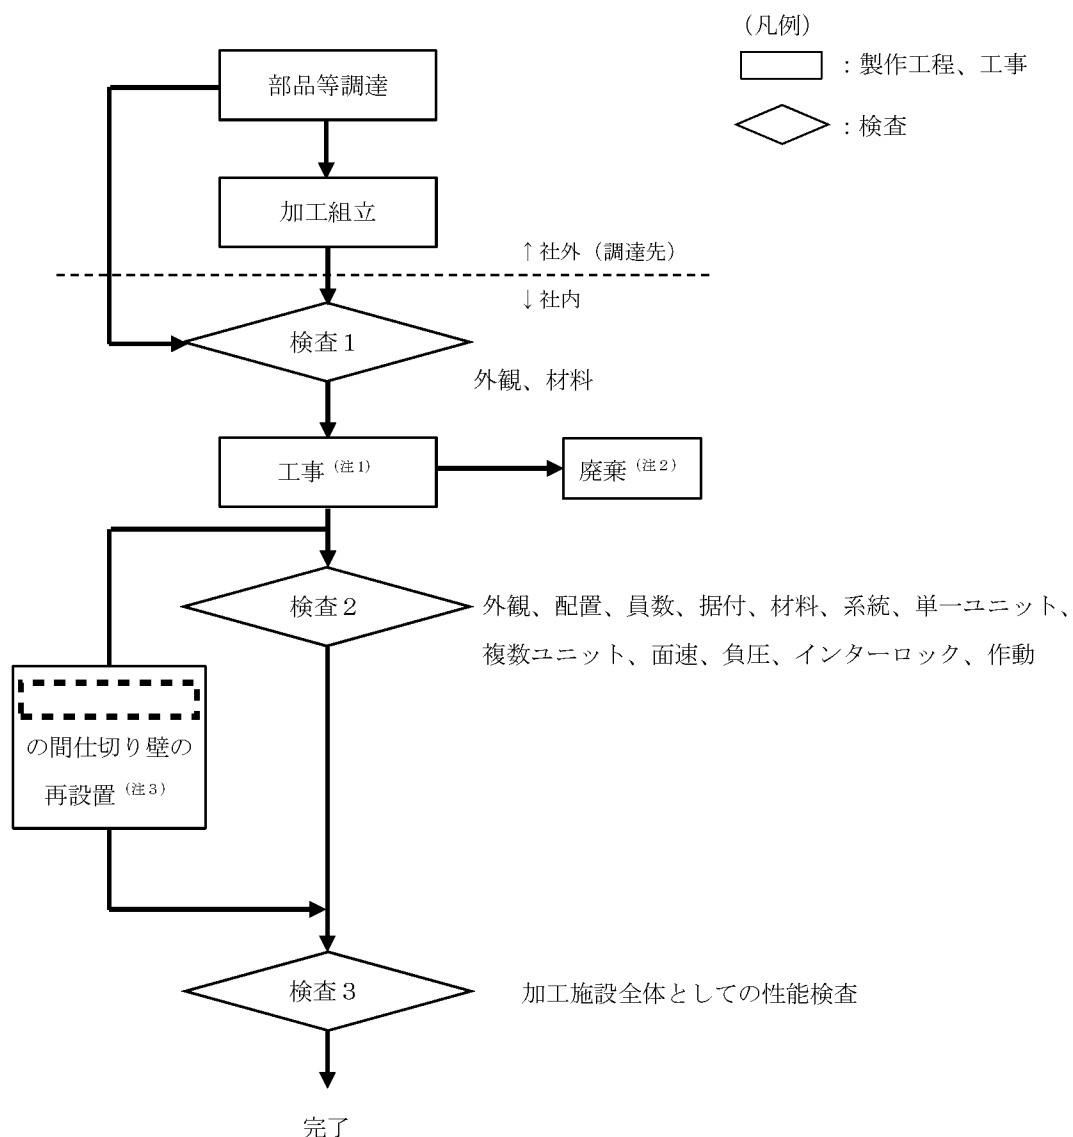 （凡例）
：製作工程、工事
：検査
部品等調達
加工組立
↑社外（調達先）
↓社内
検査１
外観、材料
工事（注1）
廃棄（注２）
検査２
外観、配置、員数、据付、材料、系統、単一ユニット、
複数ユニット、面速、負圧、インターロック、作動
の間仕切り壁の
再設置（注３）
検査３
加工施設全体としての性能検査
完了